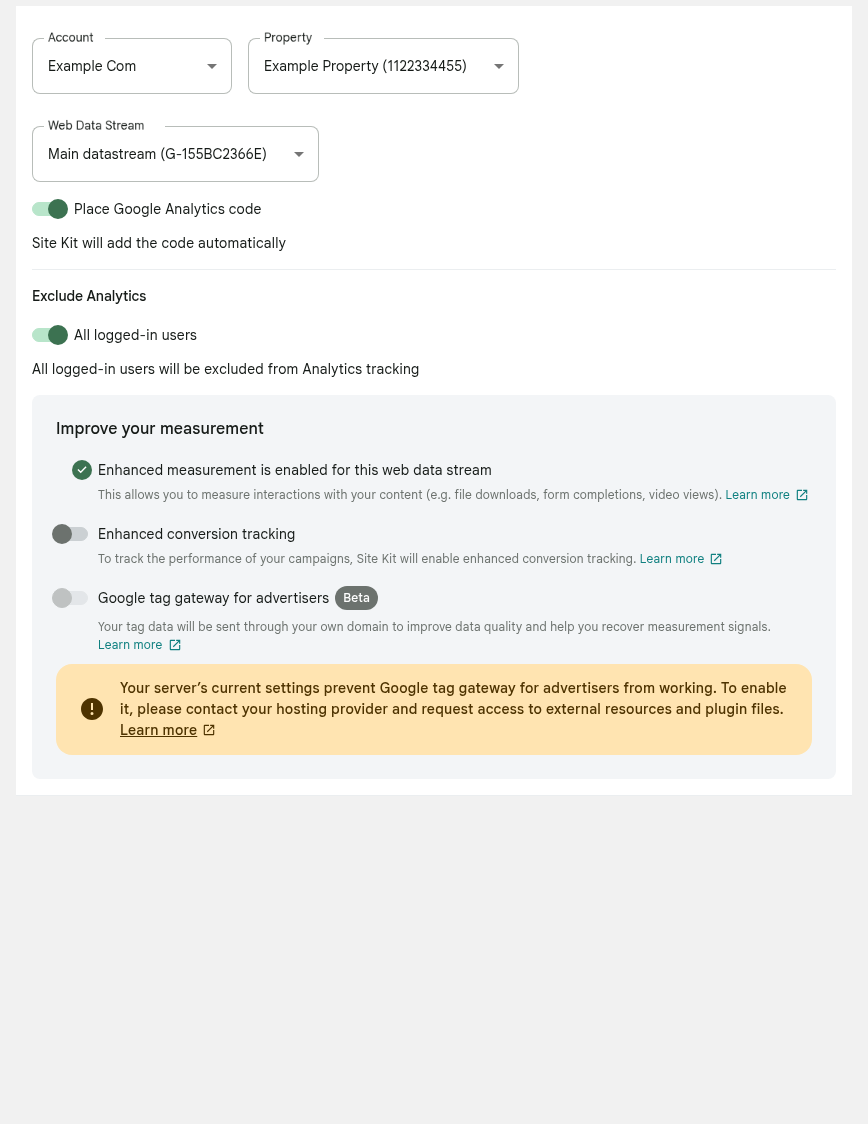 Account
Example Com
Property
Example Property (1122334455)
Web Data Stream
Main datastream (G-155BC2366E)
Place Google Analytics code
Site Kit will add the code automatically
Exclude Analytics
All logged-in users
All logged-in users will be excluded from Analytics tracking
Improve your measurement
Enhanced measurement is enabled for this web data stream
This allows you to measure interactions with your content (e.g. file downloads, form completions, video views). Learn more
Enhanced conversion tracking
To track the performance of your campaigns, Site Kit will enable enhanced conversion tracking. Learn more
Google tag gateway for advertisers Beta
Your tag data will be sent through your own domain to improve data quality and help you recover measurement signals.
Learn more
Your server’s current settings prevent Google tag gateway for advertisers from working. To enable
it, please contact your hosting provider and request access to external resources and plugin files.
Learn more